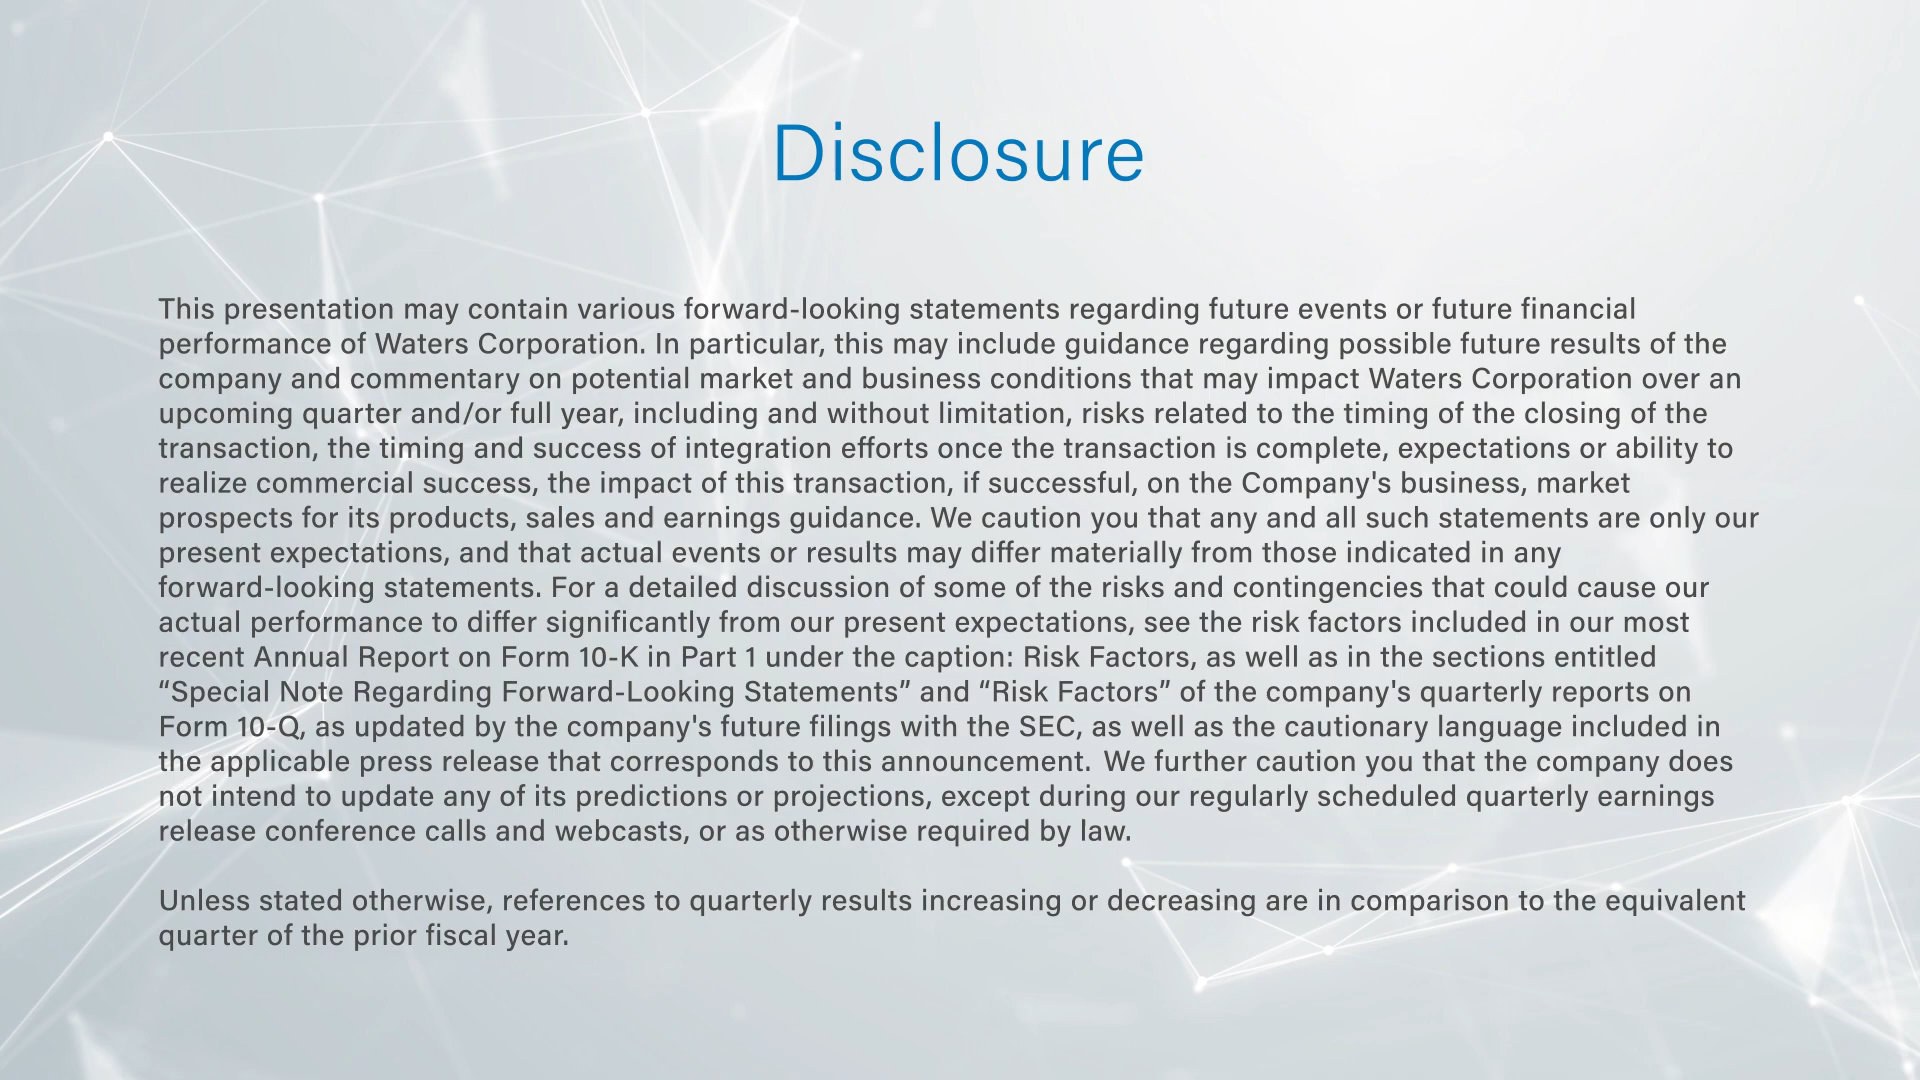 Disclosure
This presentation may contain various forward-looking statements regarding future events or future financial
performance of Waters Corporation. In particular, this may include guidance regarding possible future results of the
company and commentary on potential market and business conditions that may impact Waters Corporation over an
upcoming quarter and/or full year, including and without limitation, risks related to the timing of the closing of the
transaction, the timing and success of integration efforts once the transaction is complete, expectations or ability to
realize commercial success, the impact of this transaction, if successful, on the Company's business, market
prospects for its products, sales and earnings guidance. We caution you that any and all such statements are only our
present expectations, and that actual events or results may differ materially from those indicated in any
forward-looking statements. For a detailed discussion of some of the risks and contingencies that could cause our
actual performance to differ significantly from our present expectations, see the risk factors included in our most
recent Annual Report on Form 10-K in Part 1 under the caption: Risk Factors, as well as in the sections entitled
“Special Note Regarding Forward-Looking Statements” and “Risk Factors” of the company's quarterly reports on
Form 10-Q, as updated by the company's future filings with the SEC, as well as the cautionary language included in
the applicable press release that corresponds to this announcement. We further caution you that the company does
not intend to update any of its predictions or projections, except during our regularly scheduled quarterly earnings
release conference calls and webcasts, or as otherwise required by law.
Unless stated otherwise, references to quarterly results increasing or decreasing are in comparison to the equivalent
quarter of the prior fiscal year.